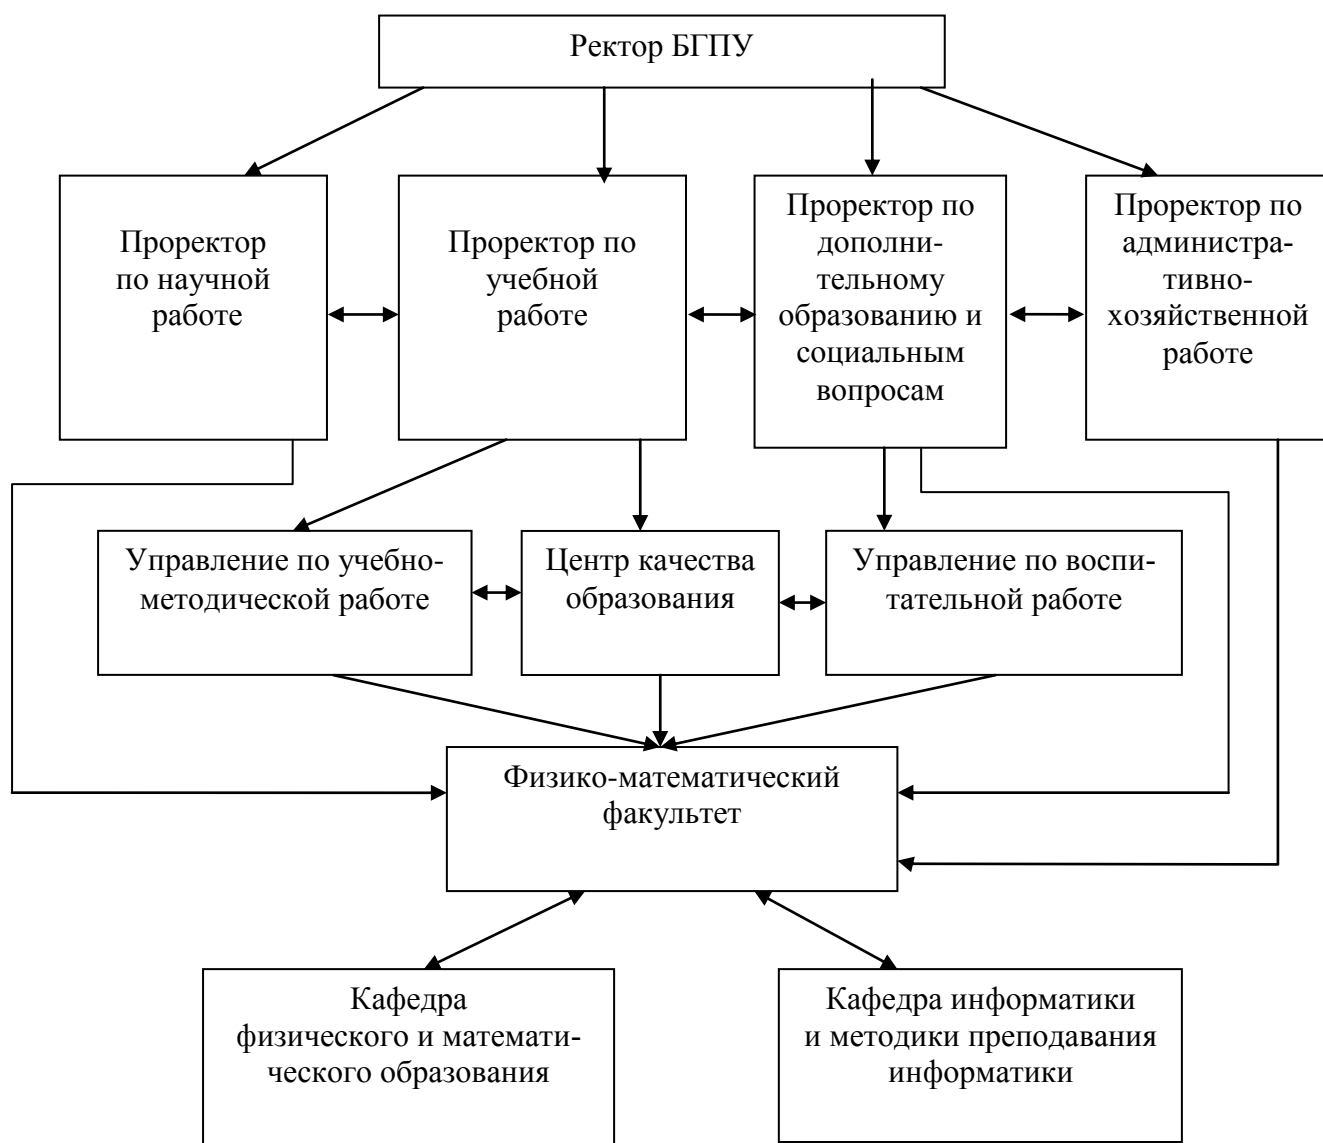 Ректор БГПУ
Проректор
по научной
работе
Проректор по
учебной
работе
Проректор по
дополни-
тельному
образованию и
социальным
вопросам
Проректор по
администра-
тивно-
хозяйственной
работе
Управление по учебно-
методической работе
Центр качества
образования
Управление по воспи-
тательной работе
Физико-математический
факультет
Кафедра
физического и матемaти-
ческого образования
Кафедра информатики
и методики преподавания
информатики